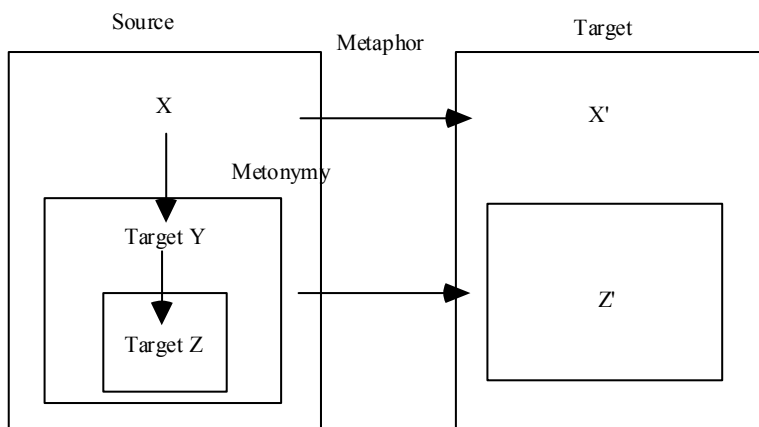 Source
Metaphor
Target
X
X'
Metonymy
Target Y
Z'
Target Z